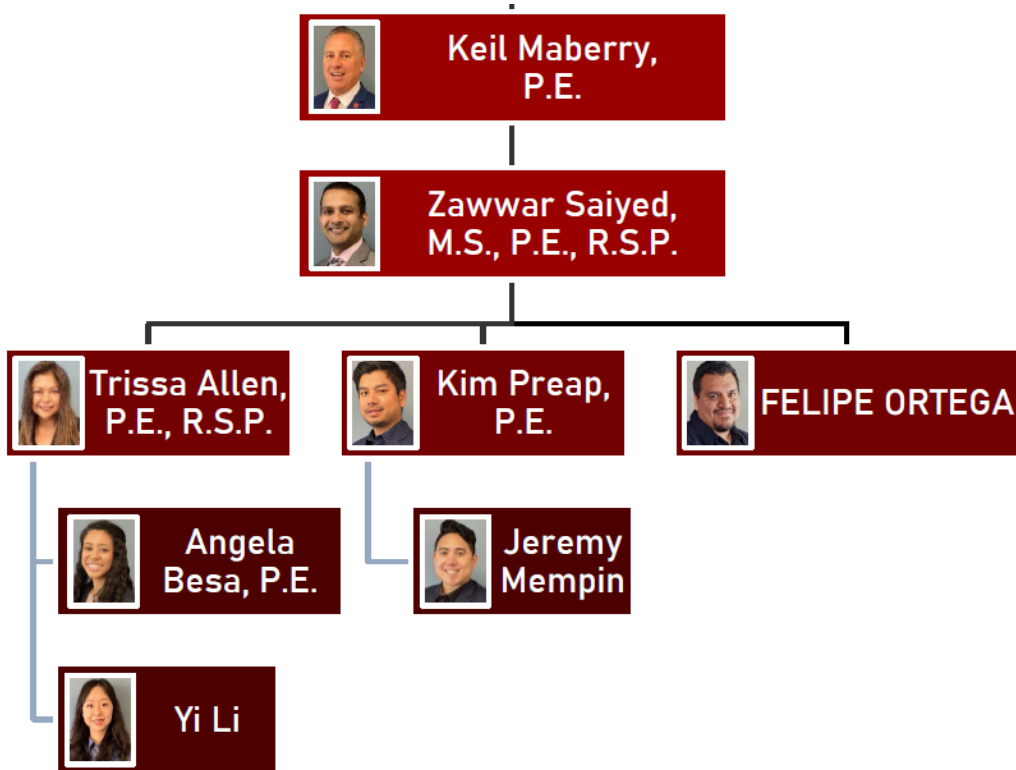 Keil Maberry,
P.E.
Zawwar Saiyed,
M.S., P.E., R.S.P.
Trissa Allen,
P.E., R.S.P.
Kim Preap,
P.E.
FELIPE ORTEGA
Angela
Besa, P.E.
Jeremy
Mempin
Yi Li